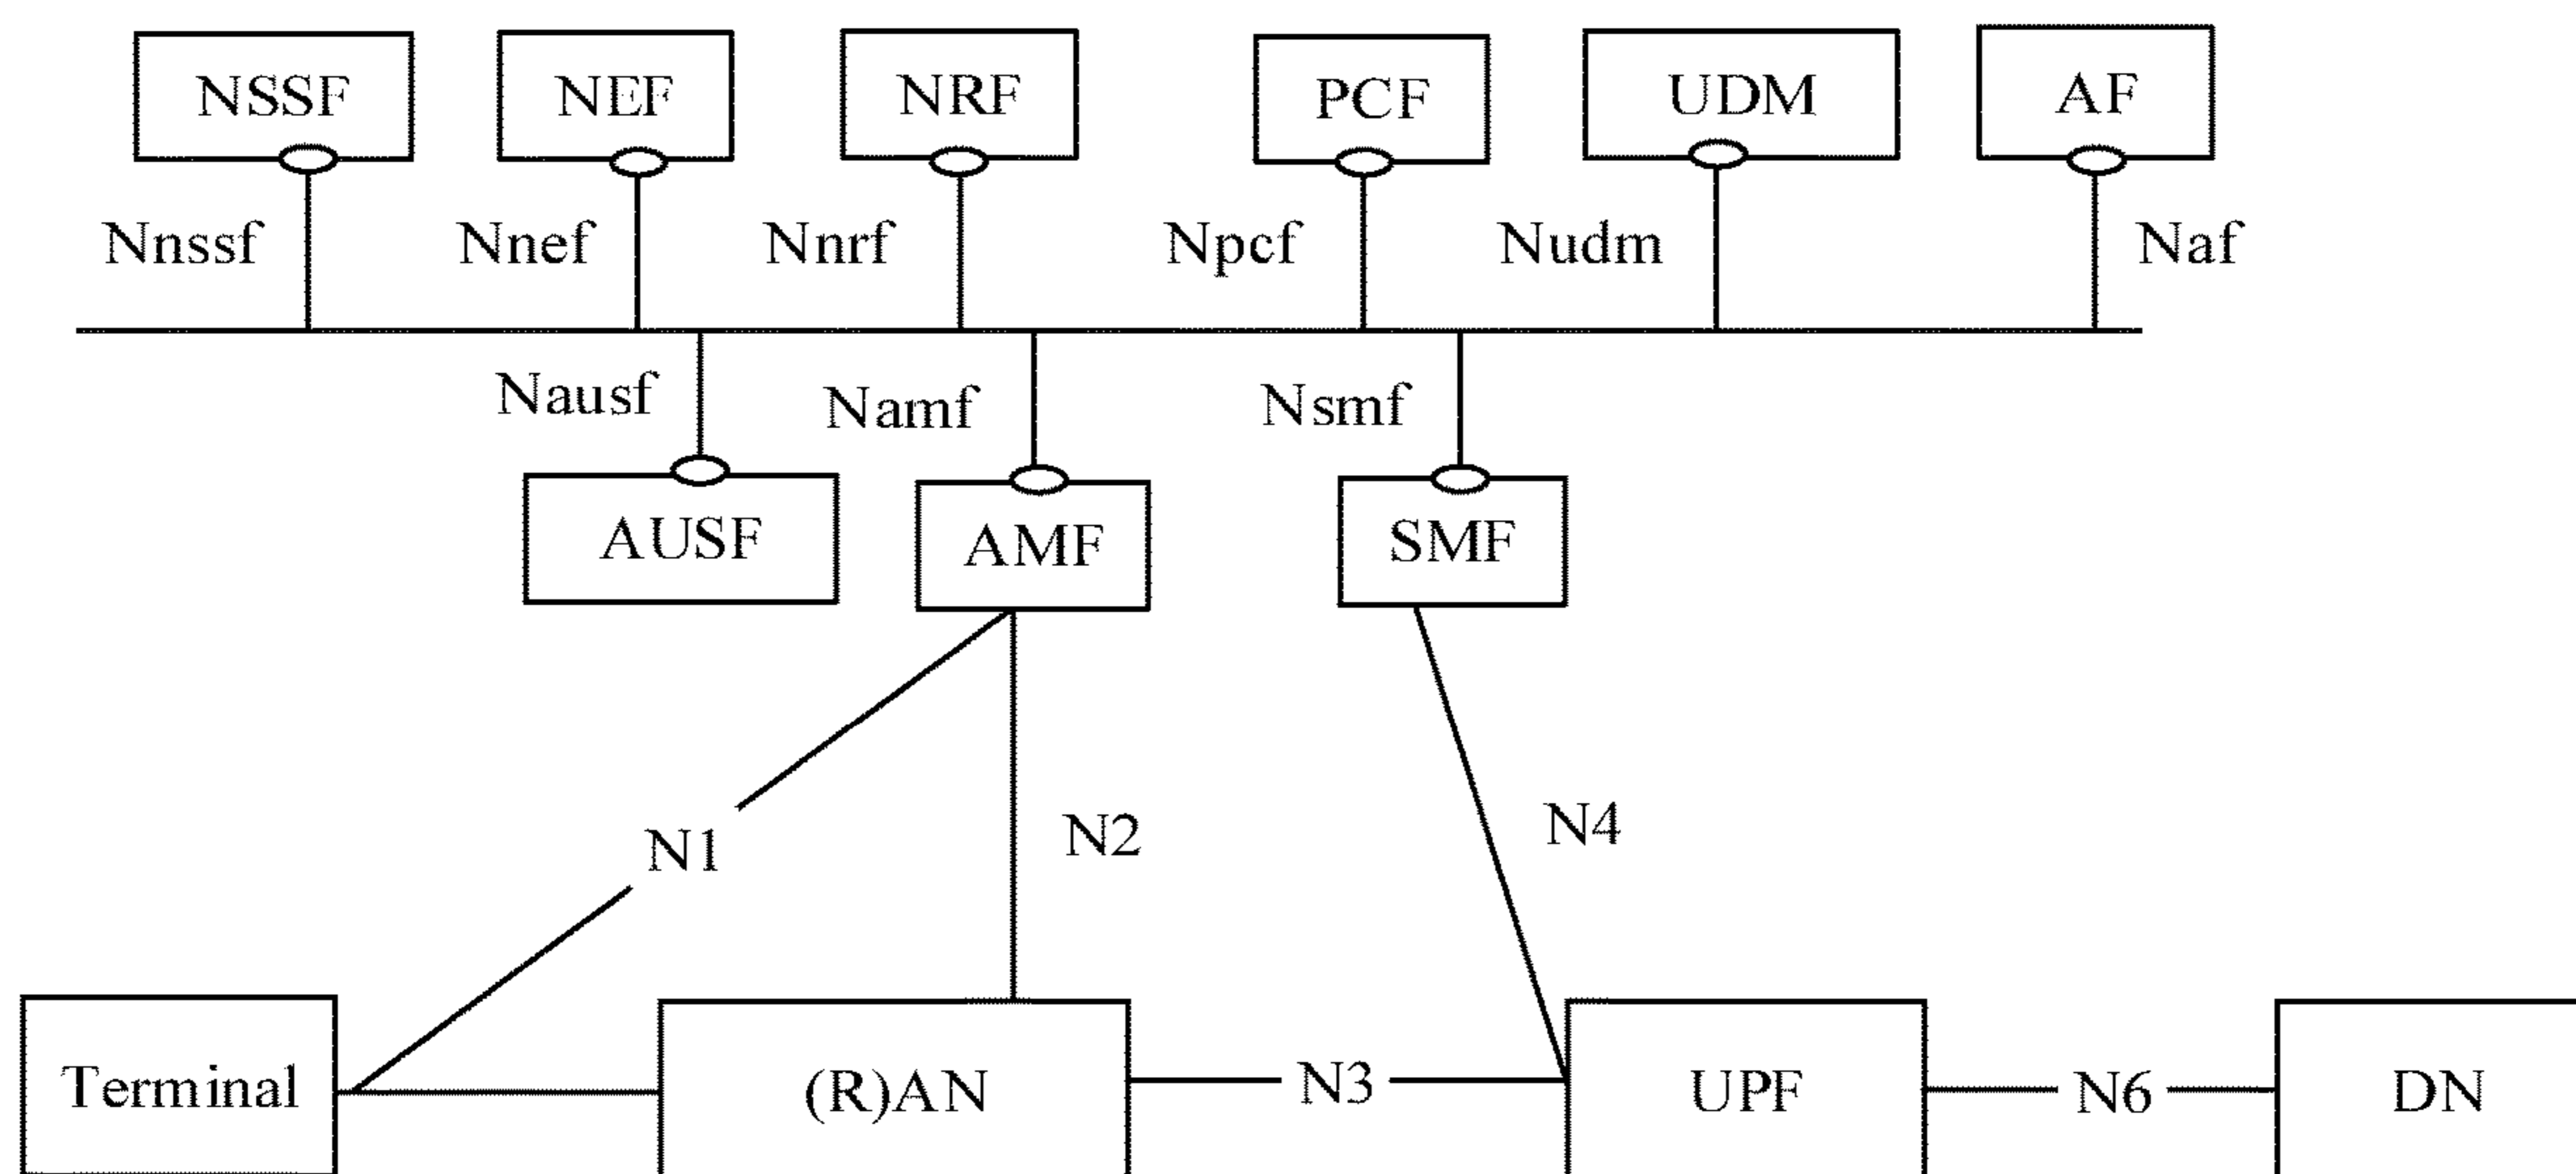 NSSF NEF NRF PCF UDM AF
Nnssf Nnef Nnrf Npcf Nudm Naf
Nausf Namf Nsmf
AUSF AMF SMF
N1 N2 N4
Terminal (R)AN N3 UPF N6 DN